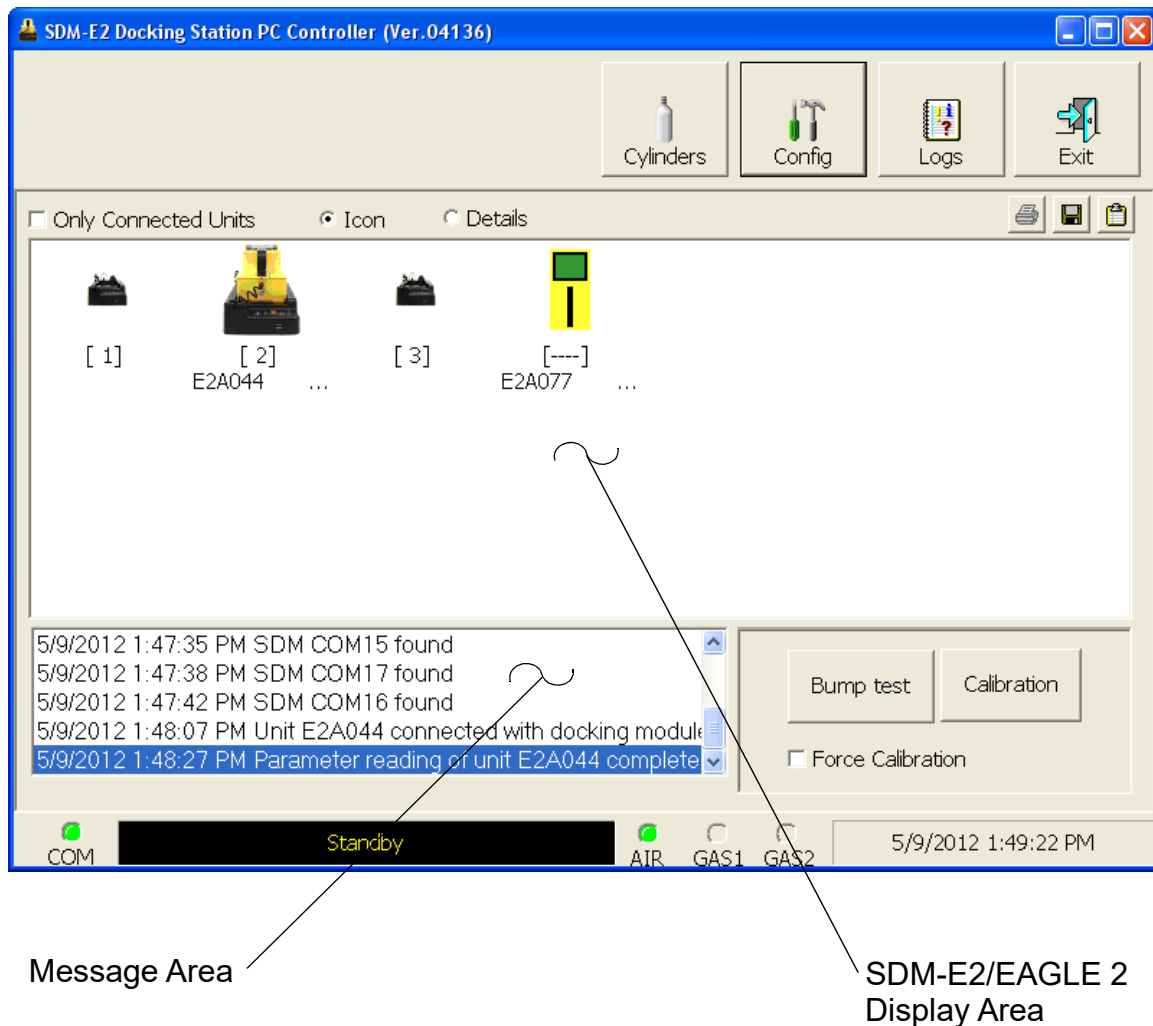 SDM-E2 Docking Station PC Controller (Ver.04136)
Cylinders
Config
Logs
Exit
Only Connected Units
Icon
Details
[ 1]
[ 2]
[ 3]
[----]
E2A044 ...
E2A077 ...
5/9/2012 1:47:35 PM SDM COM15 found
5/9/2012 1:47:38 PM SDM COM17 found
5/9/2012 1:47:42 PM SDM COM16 found
5/9/2012 1:48:07 PM Unit E2A044 connected with docking module
5/9/2012 1:48:27 PM Parameter reading of unit E2A044 complete
Bump test
Calibration
Force Calibration
COM
Standby
AIR
GAS1
GAS2
5/9/2012 1:49:22 PM
Message Area
SDM-E2/EAGLE 2
Display Area